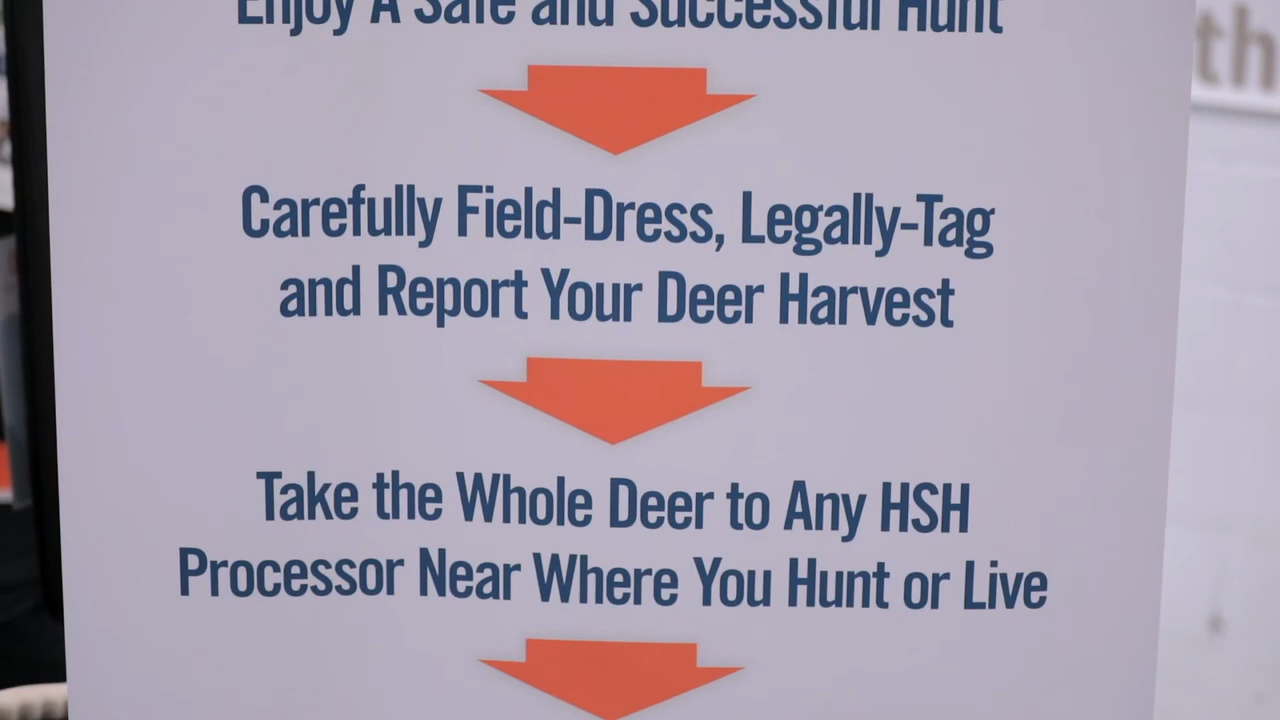 Enjoy A Safe and Successful Hunt
Carefully Field-Dress, Legally-Tag
and Report Your Deer Harvest
Take the Whole Deer to Any HSH
Processor Near Where You Hunt or Live
th